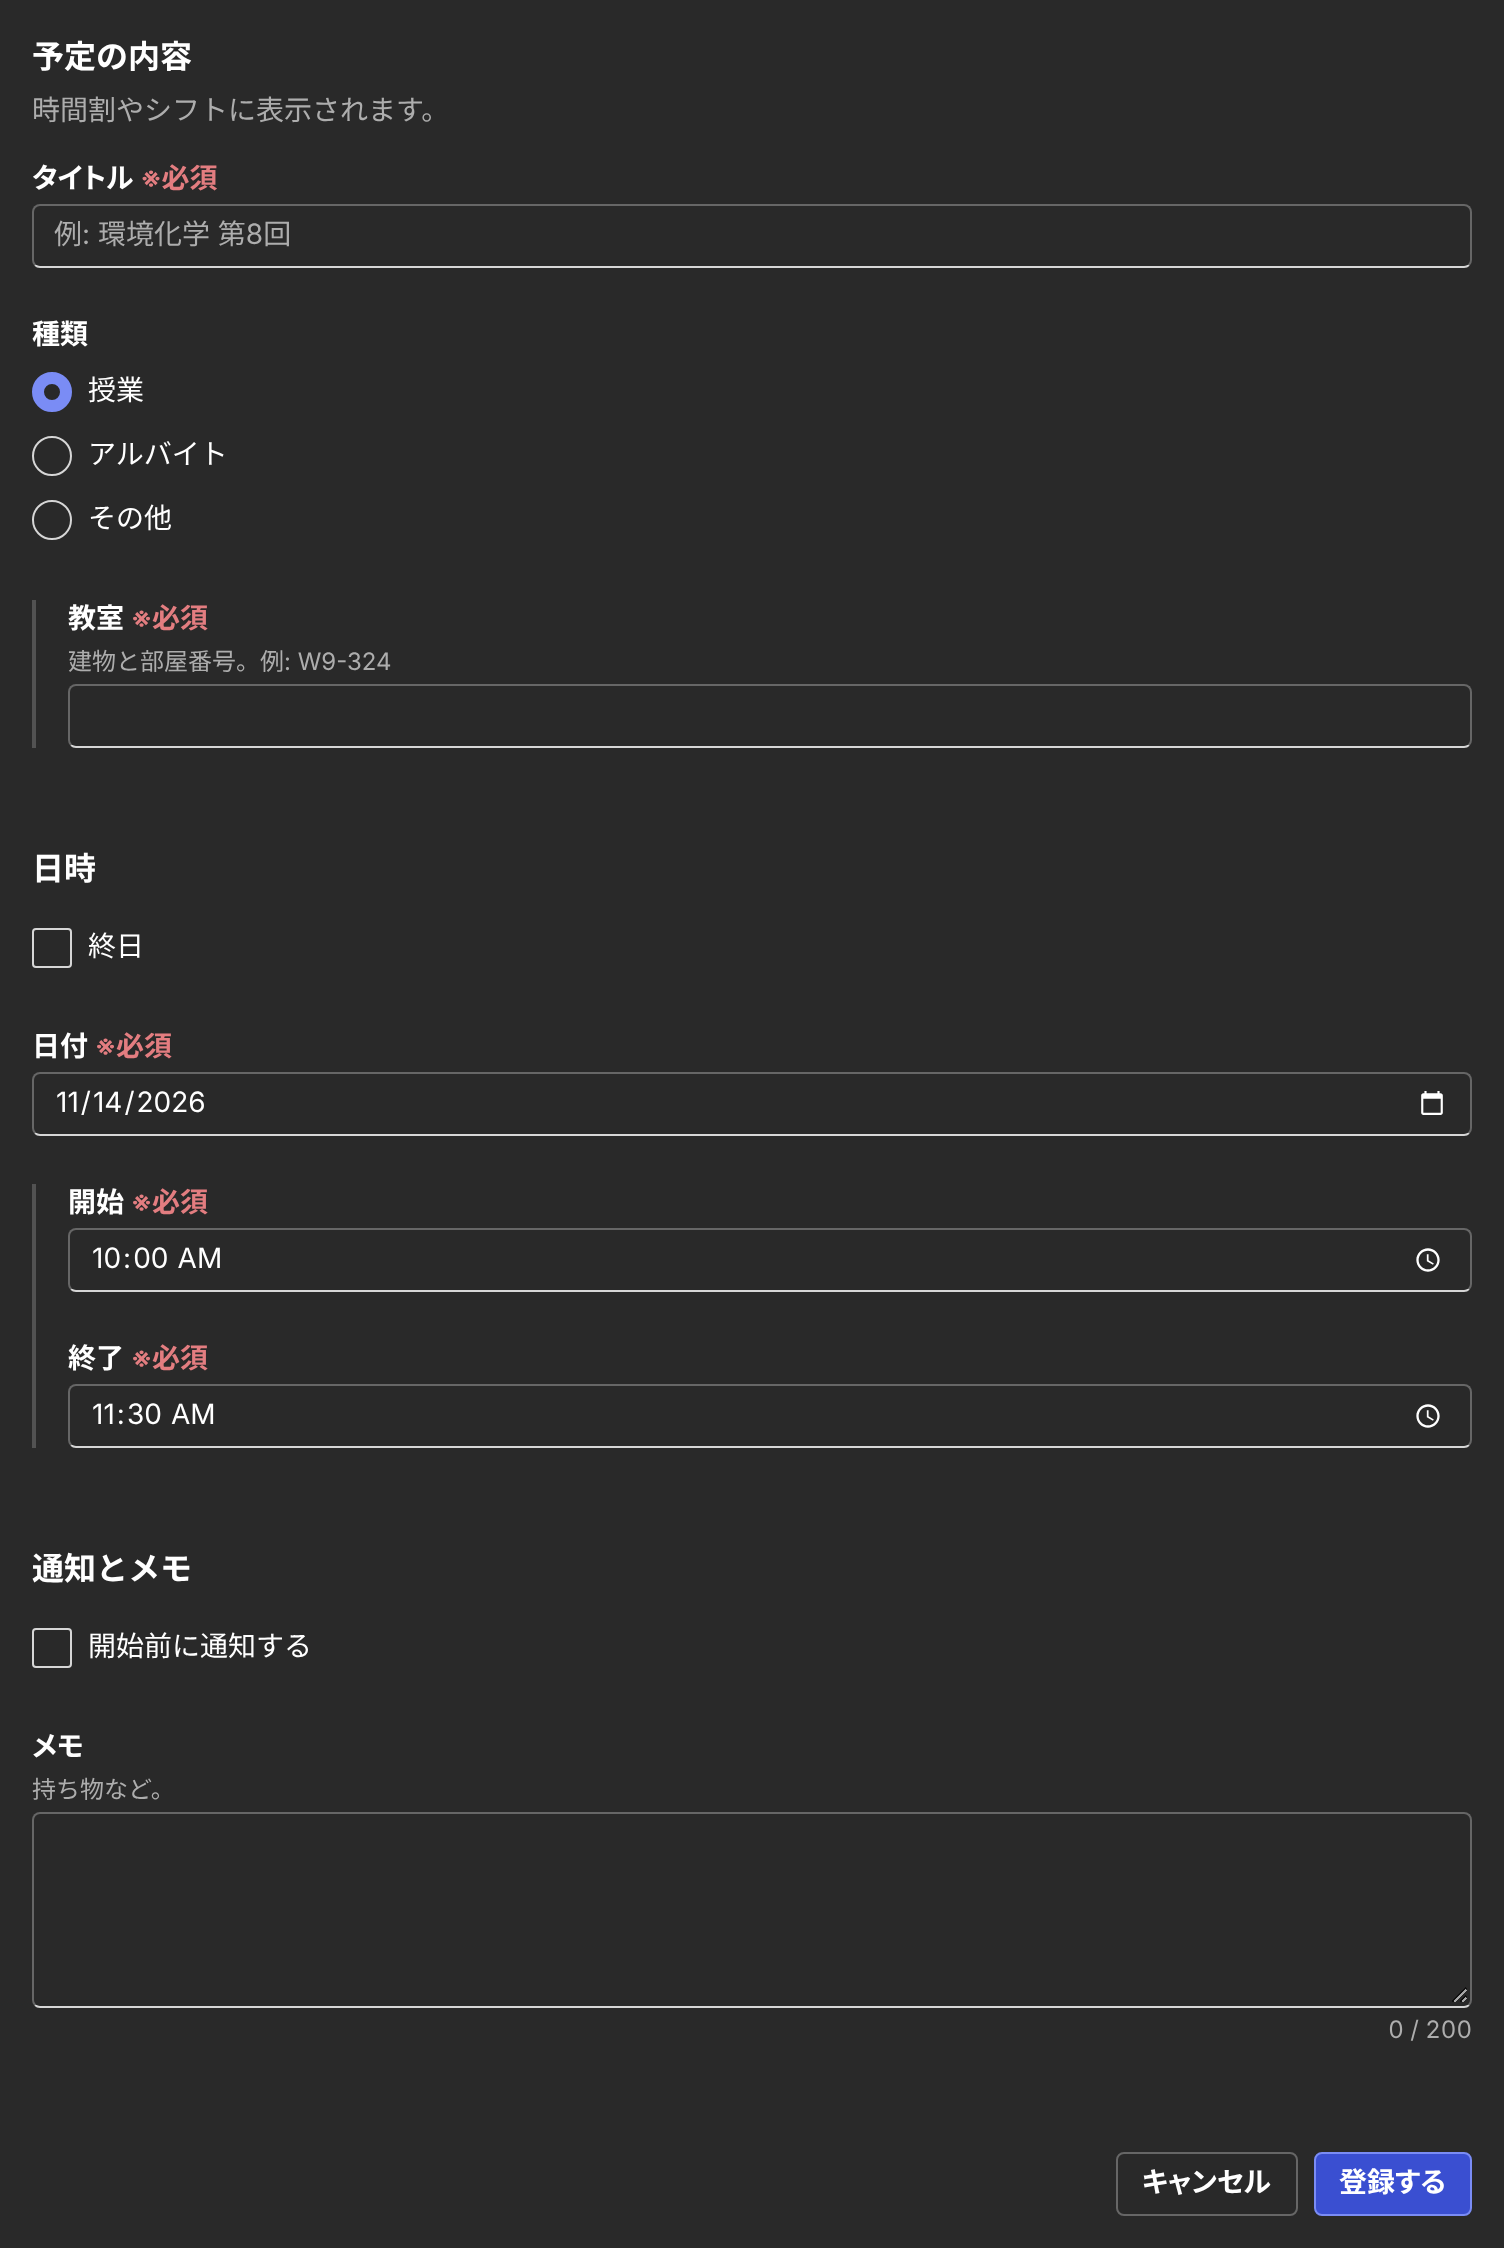 予定の内容
時間割やシフトに表示されます。
タイトル ※必須
例: 環境化学 第8回
種類
授業
アルバイト
その他
教室 ※必須
建物と部屋番号。例: W9-324
日時
終日
日付 ※必須
11/14/2026
開始 ※必須
10:00 AM
終了 ※必須
11:30 AM
通知とメモ
開始前に通知する
メモ
持ち物など。
0 / 200
キャンセル 登録する